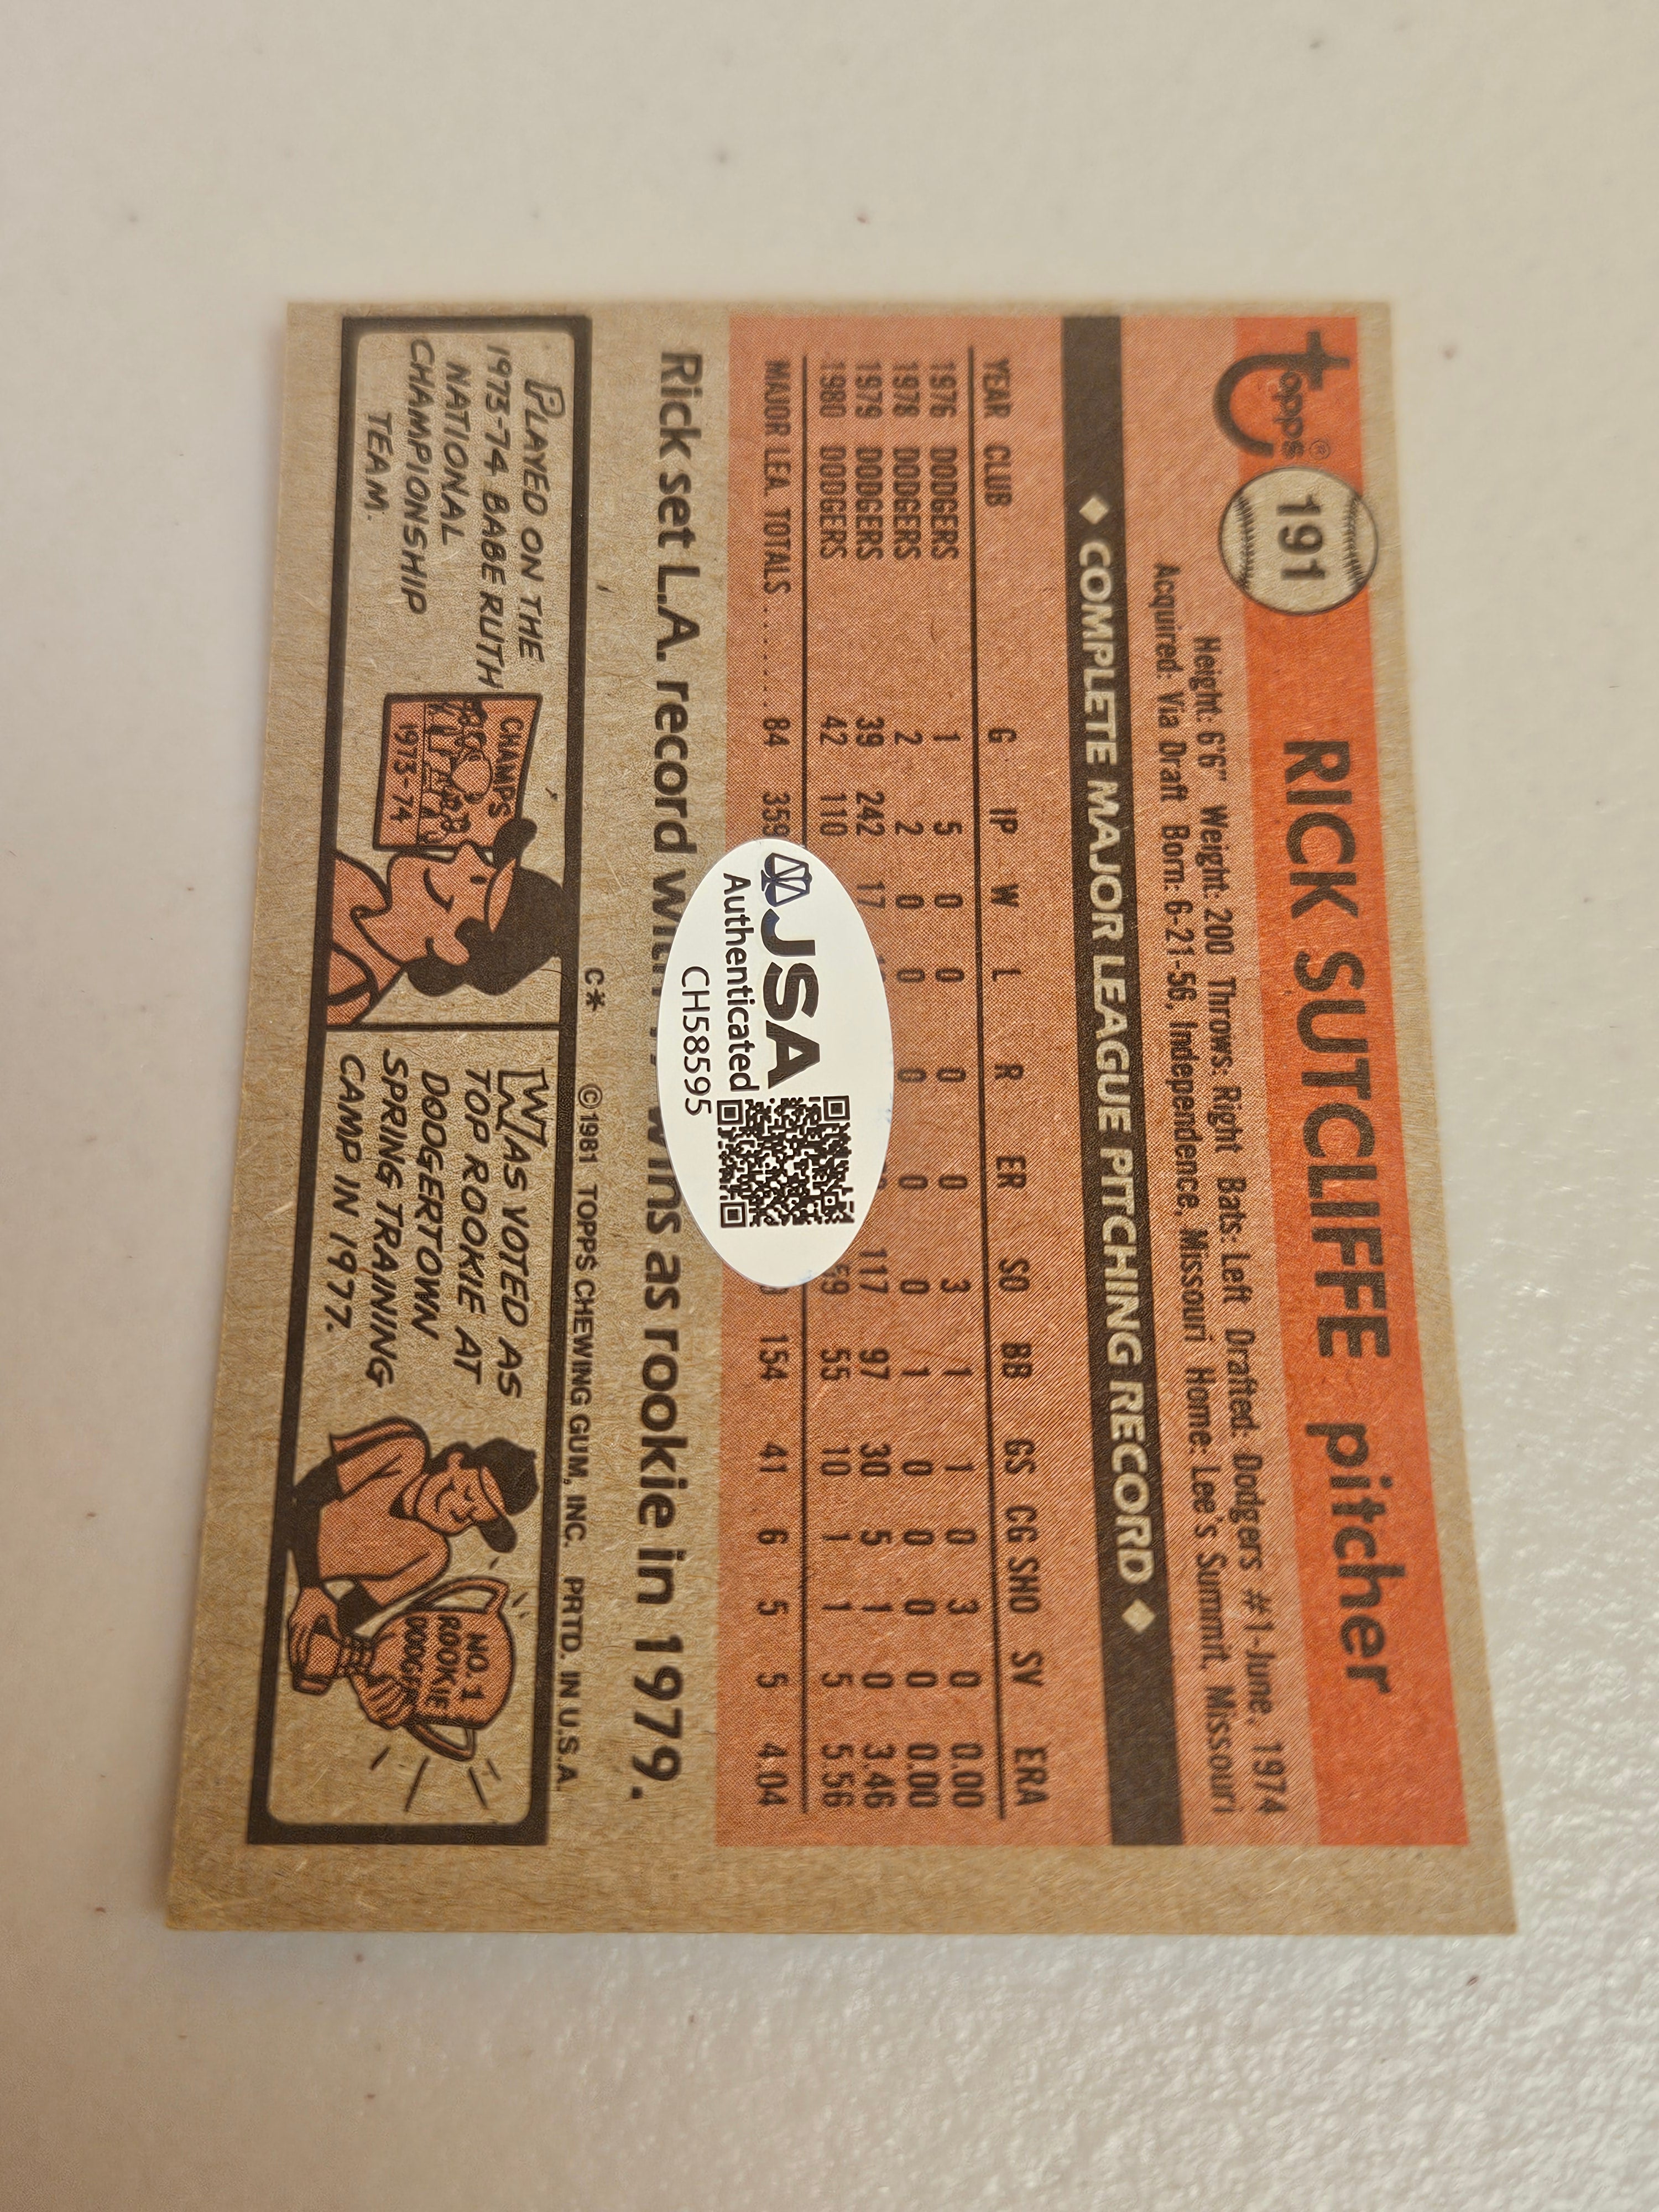 topps®
191
RICK SUTCLIFFE pitcher
Height: 6'6" Weight: 200 Throws: Right Bats: Left Drafted: Dodgers #1-June, 1974
Acquired: Via Draft Born: 6-21-56, Independence, Missouri Home: Lee's Summit, Missouri
◆ COMPLETE MAJOR LEAGUE PITCHING RECORD ◆
YEAR CLUB G IP W L R ER SO BB GS CG SHO SV ERA
1976 DODGERS 1 5 0 0 0 0 3 1 1 0 3 0 0.00
1978 DODGERS 2 2 0 0 0 0 0 1 0 0 0 0 0.00
1979 DODGERS 39 242 17 117 97 30 5 1 0 3.46
1980 DODGERS 42 110 55 10 1 1 5 5.56
MAJOR LEA. TOTALS ....... 84 359 154 41 6 5 5 4.04
JSA
Authenticated
CH58595
Rick set L.A. record with wins as rookie in 1979.
C* ©1981 TOPPS CHEWING GUM, INC. PRTD. IN U.S.A.
PLAYED ON THE
1973-74 BABE RUTH
NATIONAL
CHAMPIONSHIP
TEAM.
CHAMPS
1973-74
WAS VOTED AS
TOP ROOKIE AT
DODGERTOWN
SPRING TRAINING
CAMP IN 1977.
NO. 1
ROOKIE